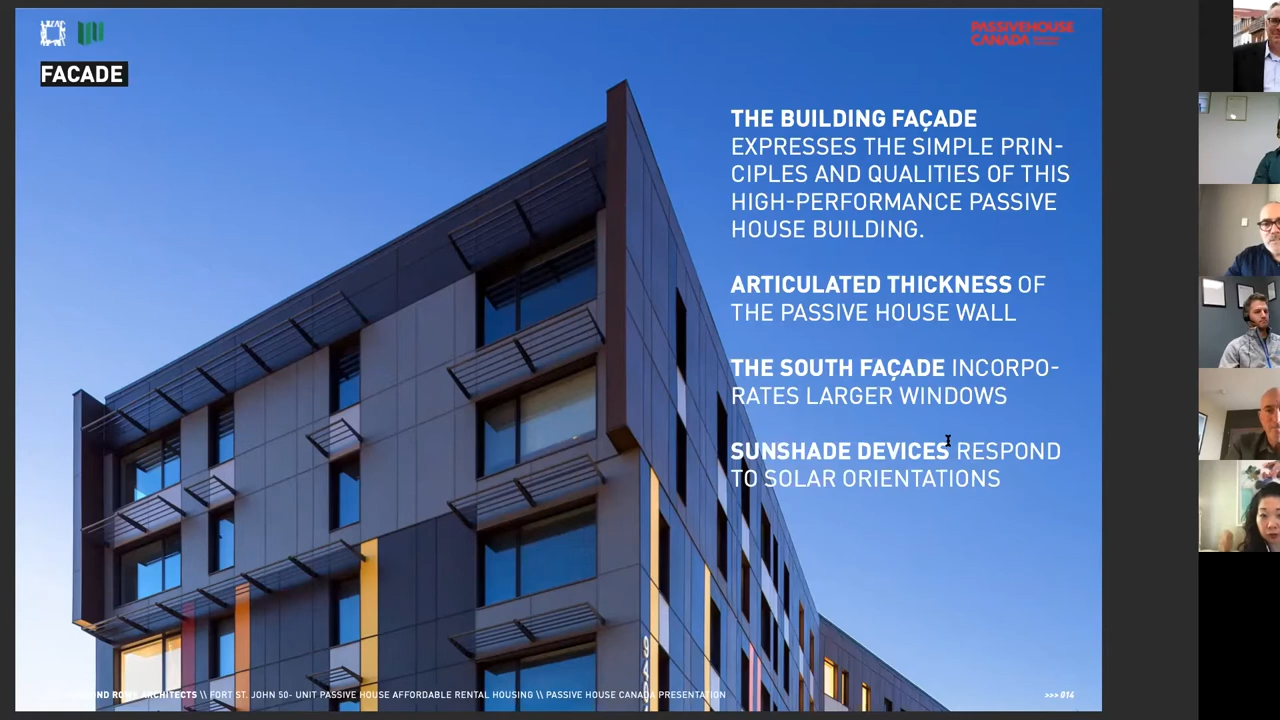 PASSIVEHOUSE
CANADA
FACADE
THE BUILDING FAÇADE
EXPRESSES THE SIMPLE PRIN-
CIPLES AND QUALITIES OF THIS
HIGH-PERFORMANCE PASSIVE
HOUSE BUILDING.
ARTICULATED THICKNESS OF
THE PASSIVE HOUSE WALL
THE SOUTH FAÇADE INCORPO-
RATES LARGER WINDOWS
SUNSHADE DEVICES RESPOND
TO SOLAR ORIENTATIONS
ARCHITECTS \\ FORT ST. JOHN 50- UNIT PASSIVE HOUSE AFFORDABLE RENTAL HOUSING \\ PASSIVE HOUSE CANADA PRESENTATION
>>> 014